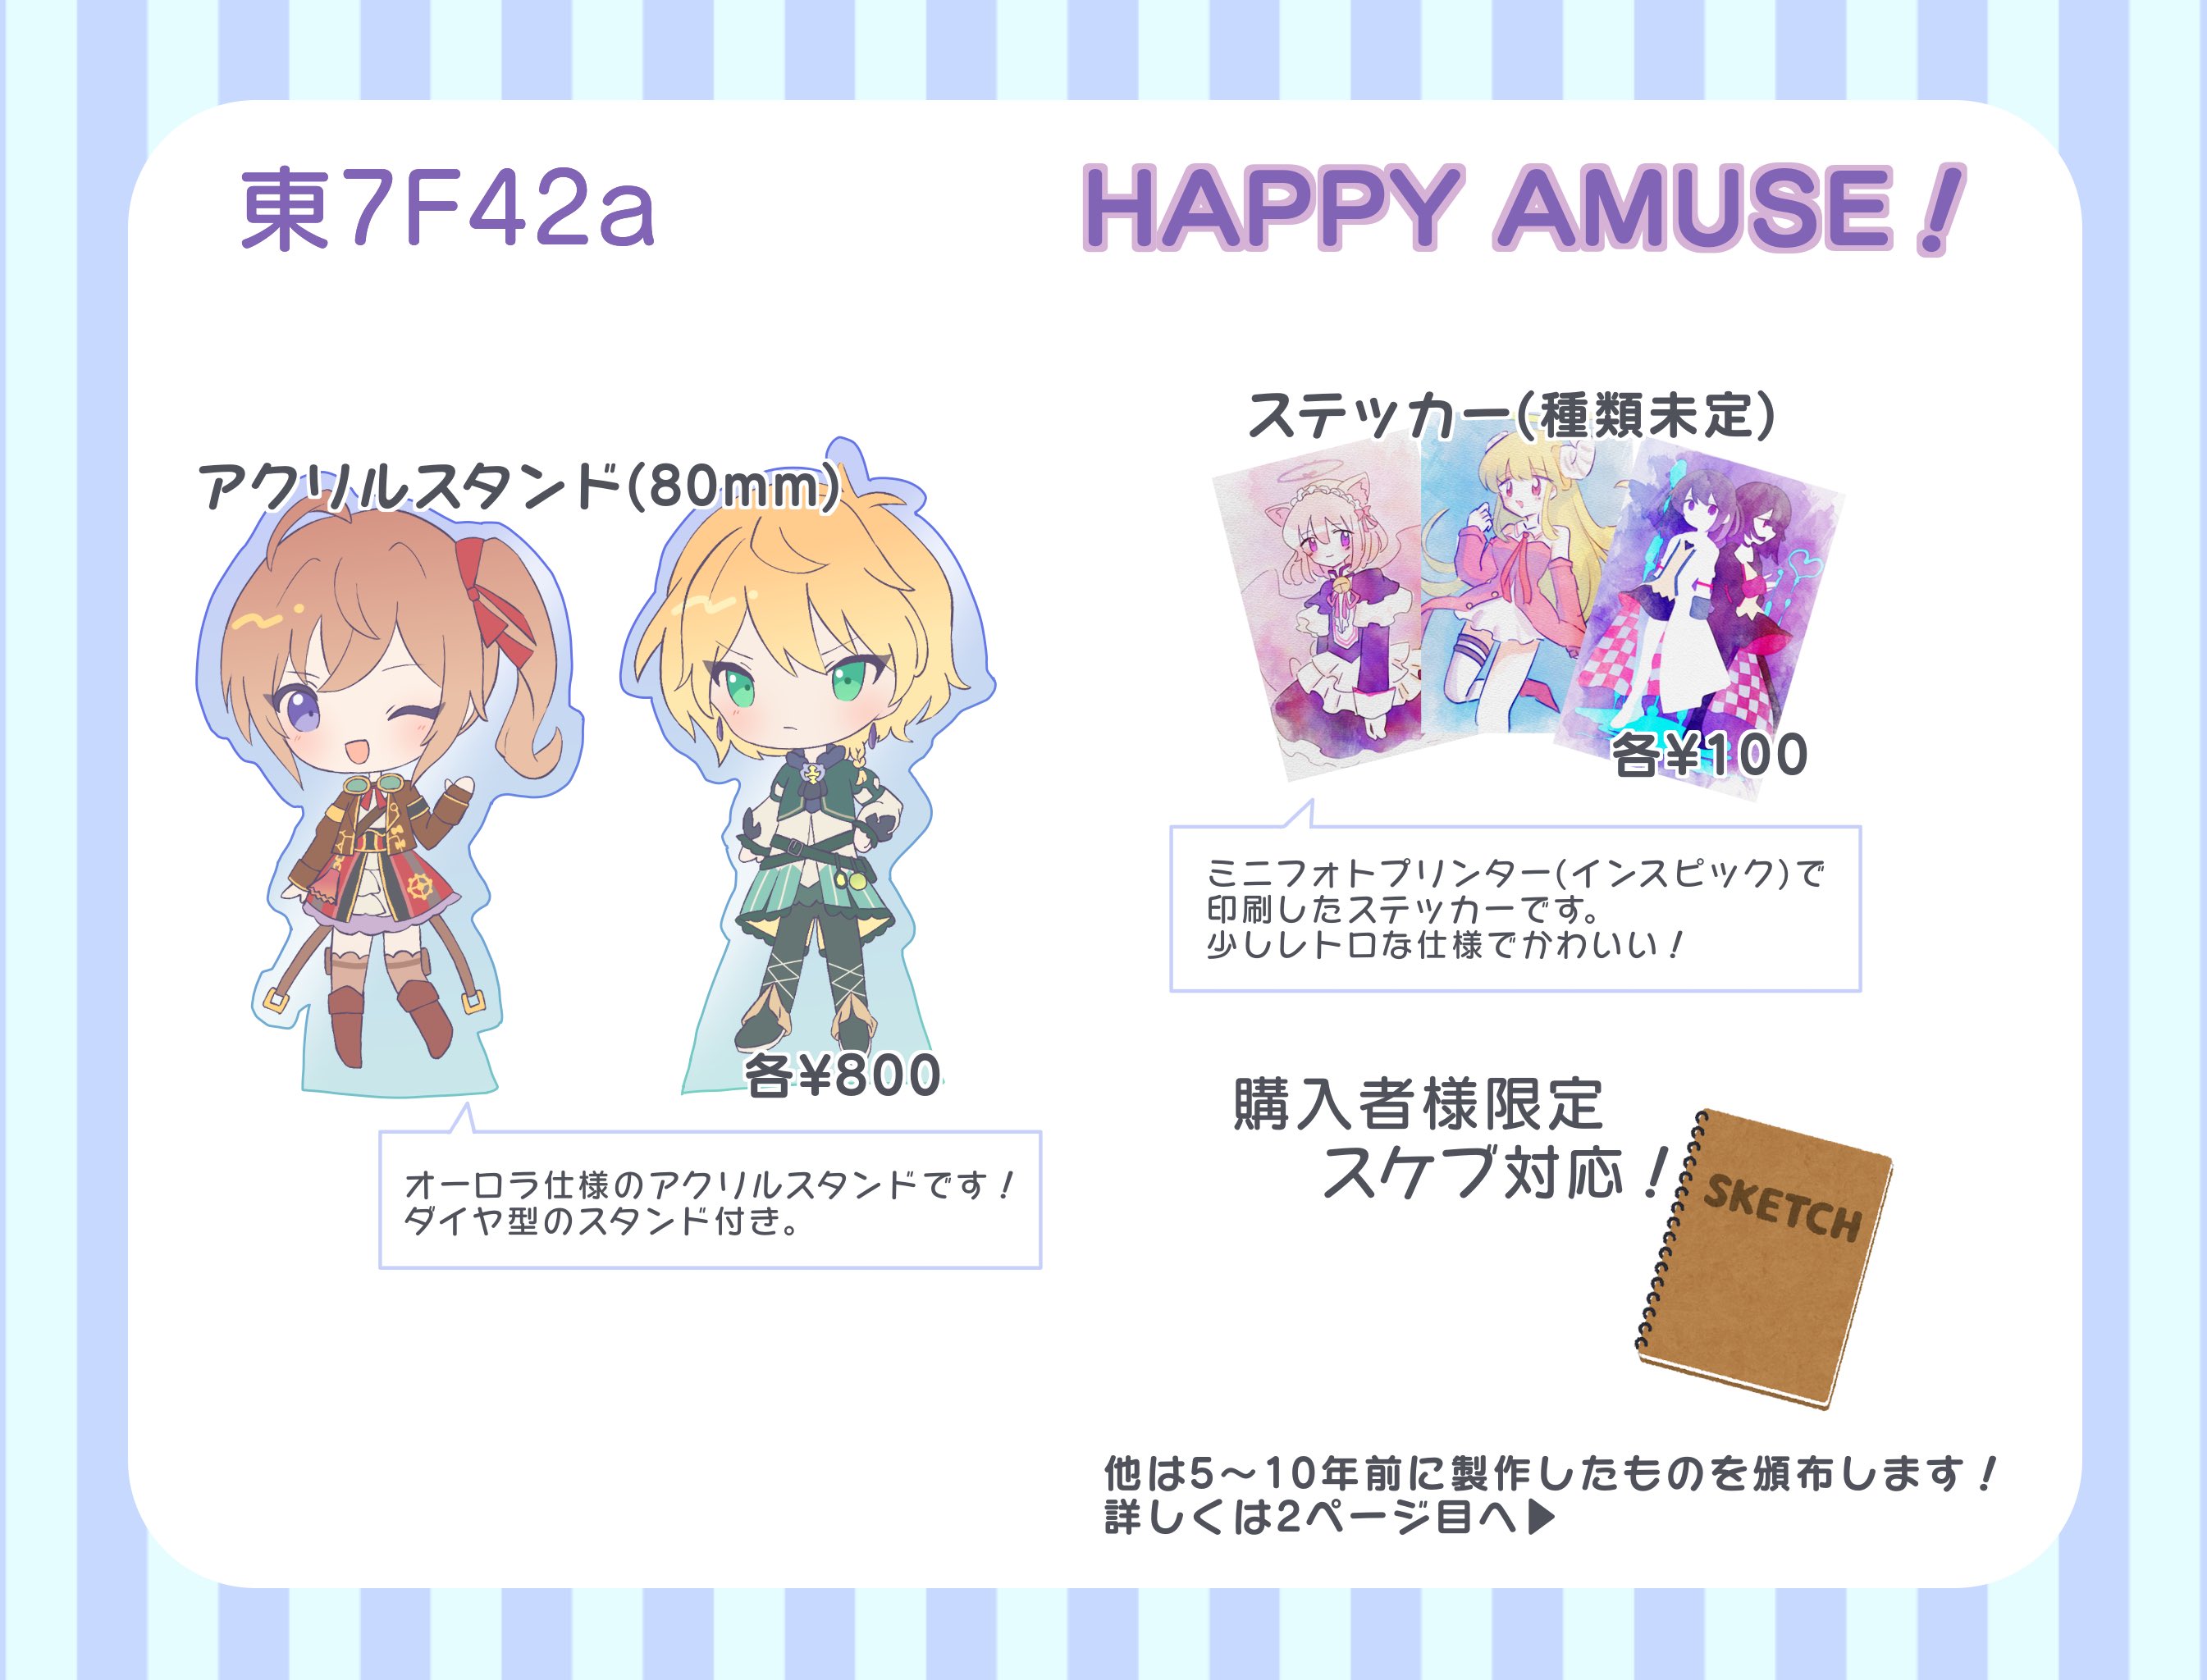 東7F42a
HAPPY AMUSE！
アクリルスタンド(80mm)
各¥800
オーロラ仕様のアクリルスタンドです！
ダイヤ型のスタンド付き。
ステッカー(種類未定)
各¥100
ミニフォトプリンター(インスピック)で
印刷したステッカーです。
少しレトロな仕様でかわいい！
購入者様限定
スケブ対応！
SKETCH
他は5～10年前に製作したものを頒布します！
詳しくは2ページ目へ▶